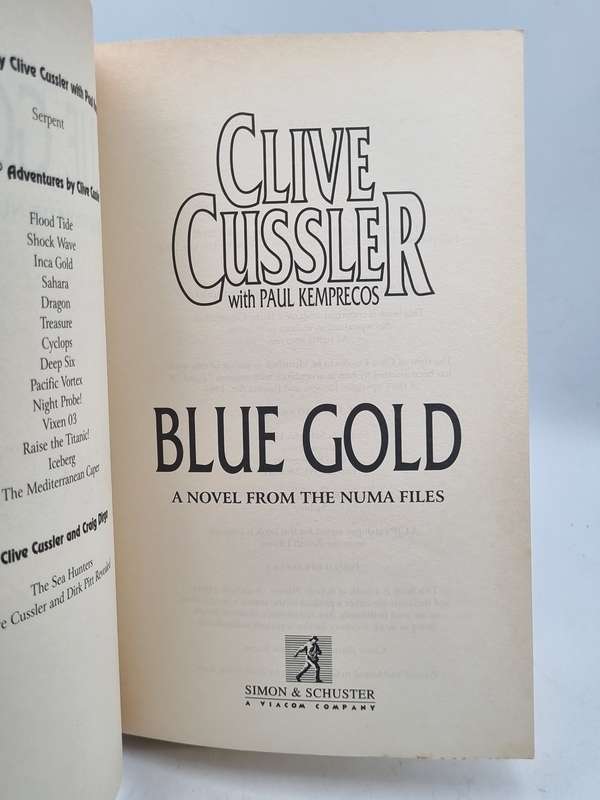 y Clive Cussler with Paul
Serpent
Adventures by Clive
Flood Tide
Shock Wave
Inca Gold
Sahara
Dragon
Treasure
Cyclops
Deep Six
Pacific Vortex
Night Probe!
Vixen 03
Raise the Titanic!
Iceberg
The Mediterranean Caper
Clive Cussler and Craig
The Sea Hunters
e Cussler and Dirk Pitt Revealed
CLIVE
CUSSLER
with PAUL KEMPRECOS
BLUE GOLD
A NOVEL FROM THE NUMA FILES
SIMON & SCHUSTER
A VIACOM COMPANY